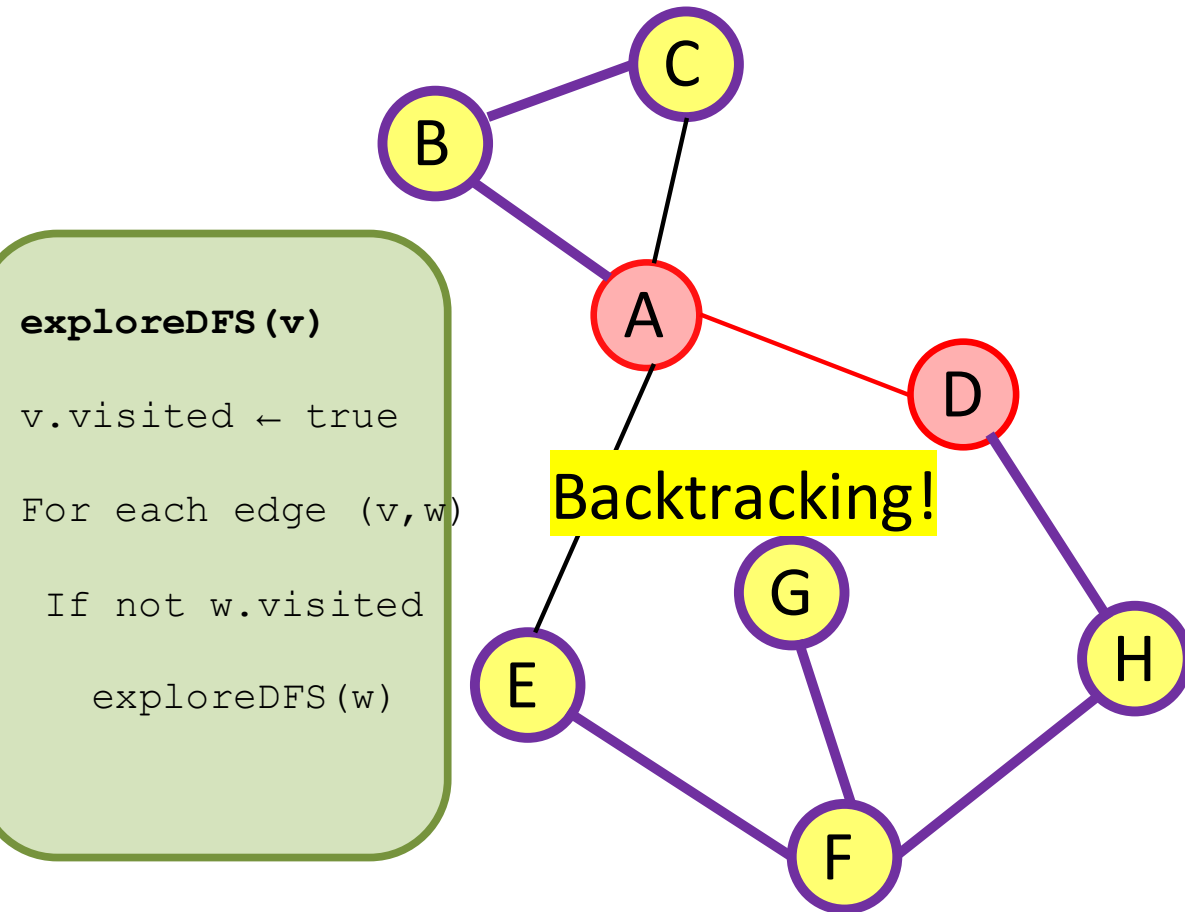 C
B
A
D
exploreDFS(v)
v.visited ← true
For each edge (v,w)
If not w.visited
exploreDFS(w)
Backtracking!
G
E
H
F